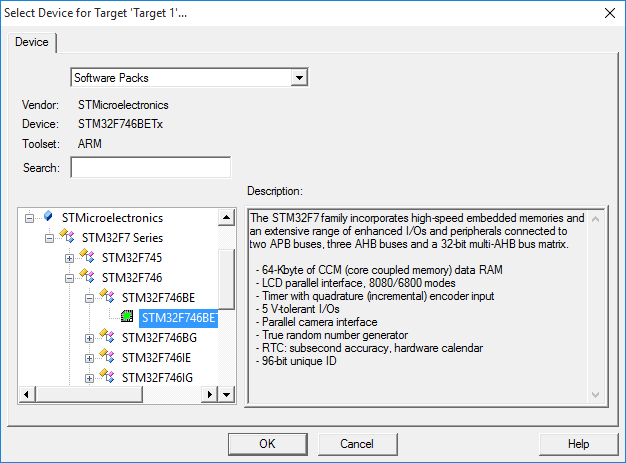 Select Device for Target 'Target 1'...
Device
Software Packs
Vendor: STMicroelectronics
Device: STM32F746BETx
Toolset: ARM
Search:
Description:
STMicroelectronics
STM32F7 Series
STM32F745
STM32F746
STM32F746BE
STM32F746BET
STM32F746BG
STM32F746IE
STM32F746IG
The STM32F7 family incorporates high-speed embedded memories and
an extensive range of enhanced I/Os and peripherals connected to
two APB buses, three AHB buses and a 32-bit multi-AHB bus matrix.
- 64-Kbyte of CCM (core coupled memory) data RAM
- LCD parallel interface, 8080/6800 modes
- Timer with quadrature (incremental) encoder input
- 5 V-tolerant I/Os
- Parallel camera interface
- True random number generator
- RTC: subsecond accuracy, hardware calendar
- 96-bit unique ID
OK
Cancel
Help